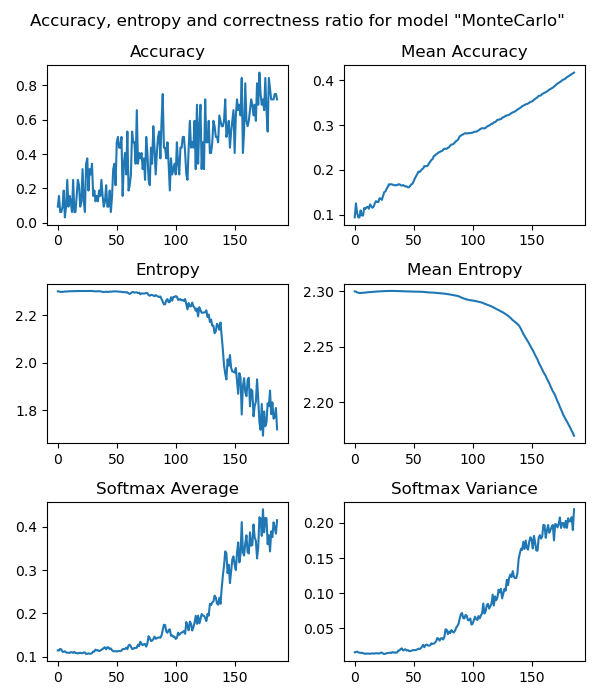 Accuracy, entropy and correctness ratio for model "MonteCarlo"
Accuracy
Mean Accuracy
0.8
0.6
0.4
0.2
0.0
0 50 100 150
0.4
0.3
0.2
0.1
0 50 100 150
Entropy
Mean Entropy
2.2
2.0
1.8
0 50 100 150
2.30
2.25
2.20
0 50 100 150
Softmax Average
Softmax Variance
0.4
0.3
0.2
0.1
0 50 100 150
0.20
0.15
0.10
0.05
0 50 100 150